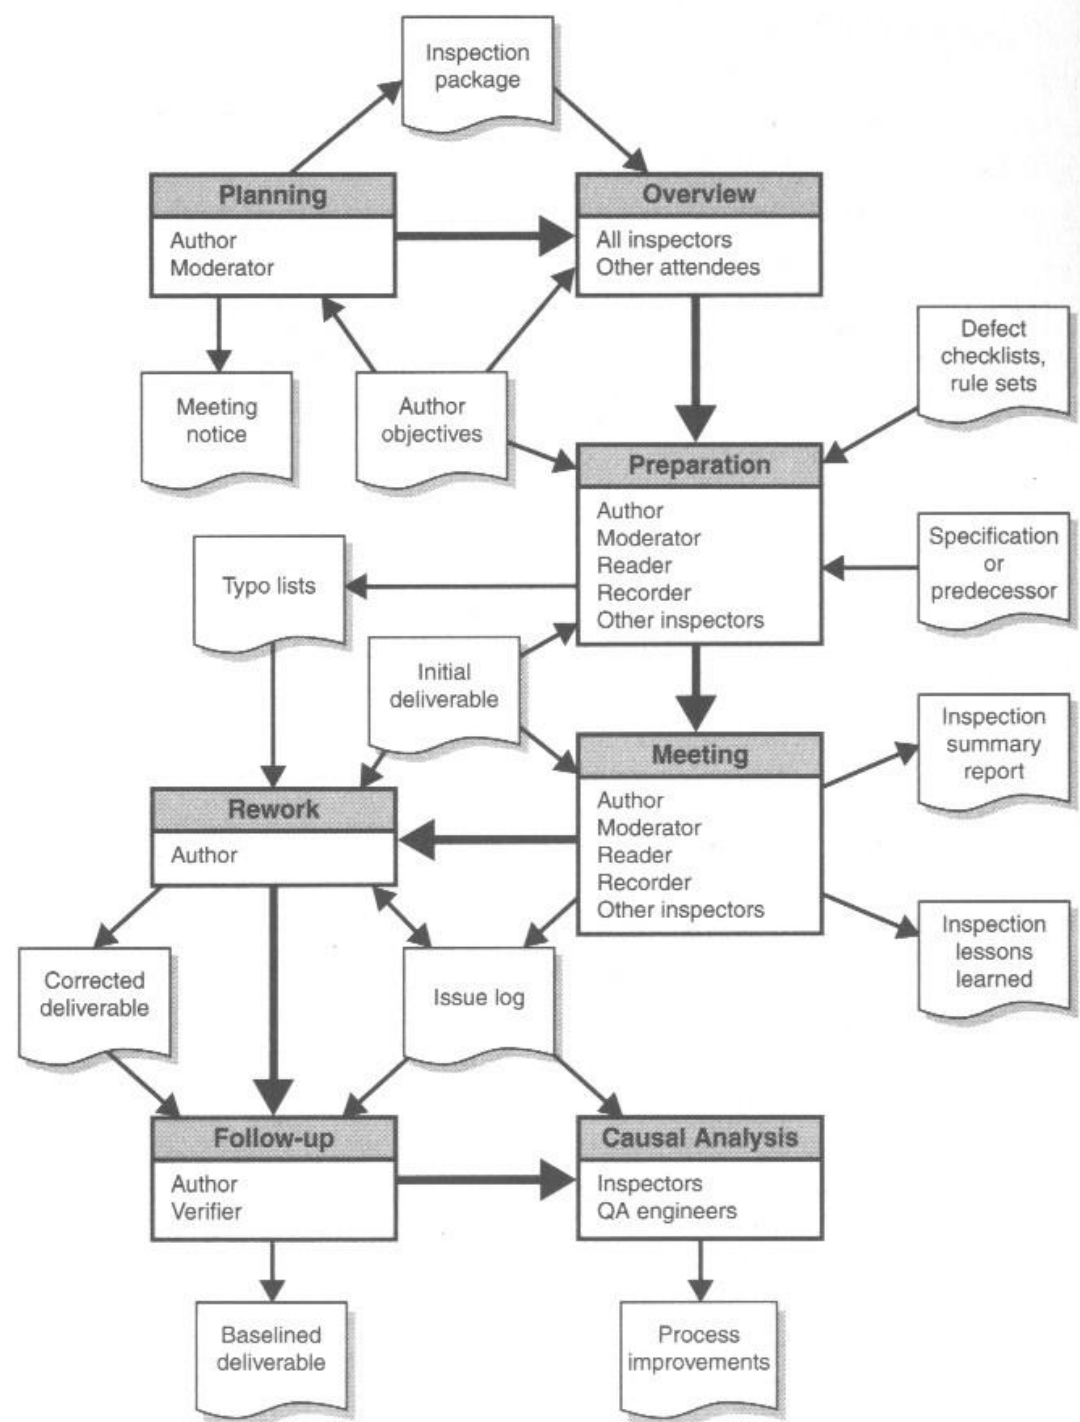 Inspection
package
Planning
Author
Moderator
Overview
All inspectors
Other attendees
Meeting
notice
Author
objectives
Defect
checklists,
rule sets
Preparation
Author
Moderator
Reader
Recorder
Other inspectors
Specification
or
predecessor
Typo lists
Initial
deliverable
Meeting
Author
Moderator
Reader
Recorder
Other inspectors
Inspection
summary
report
Rework
Author
Inspection
lessons
learned
Corrected
deliverable
Issue log
Follow-up
Author
Verifier
Causal Analysis
Inspectors
QA engineers
Baselined
deliverable
Process
improvements